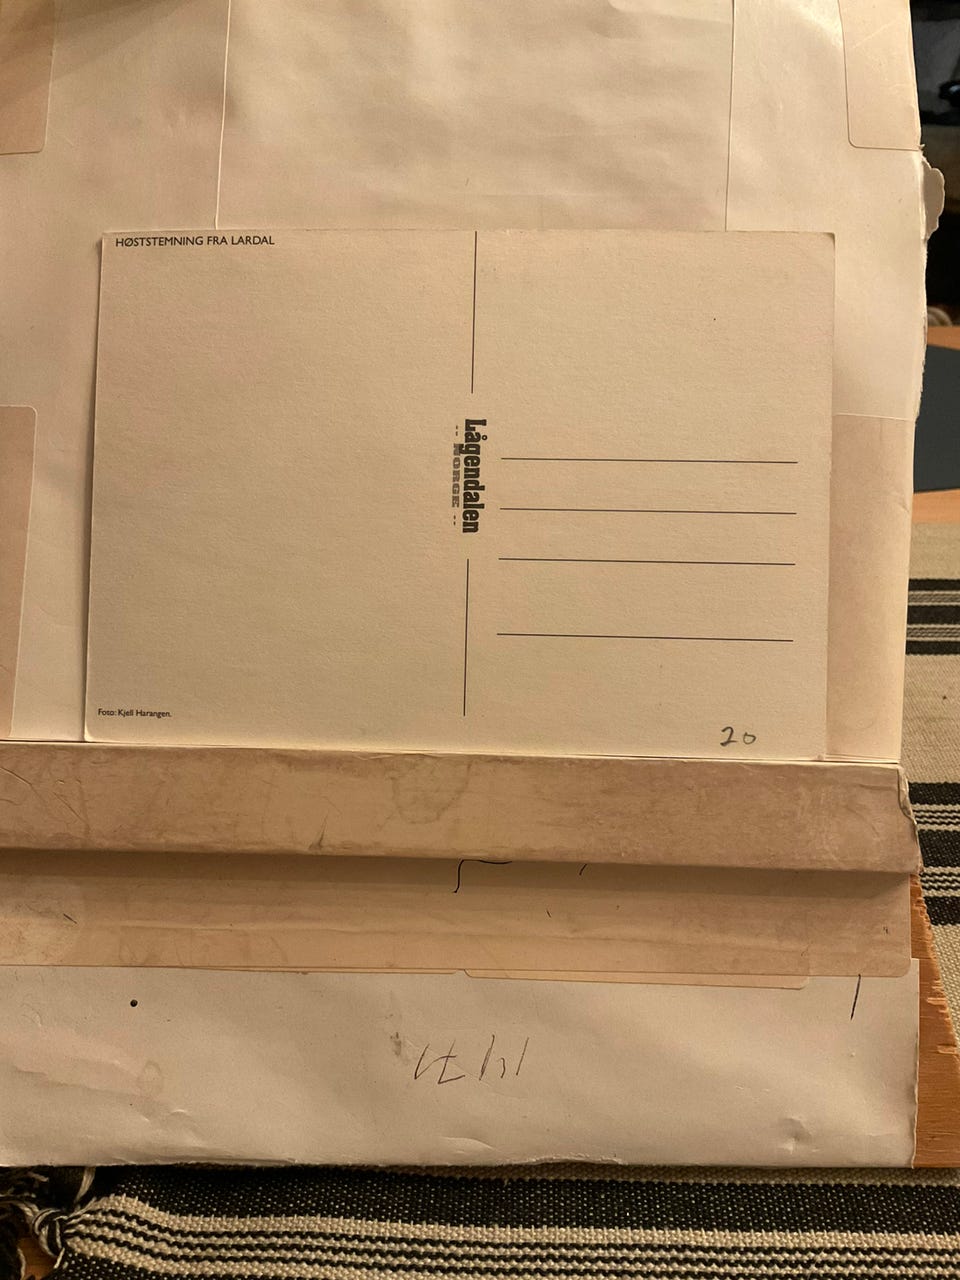 HØSTSTEMNING FRA LARDAL
Lågendalen
-- NORGE --
Foto: Kjell Harangen.
20